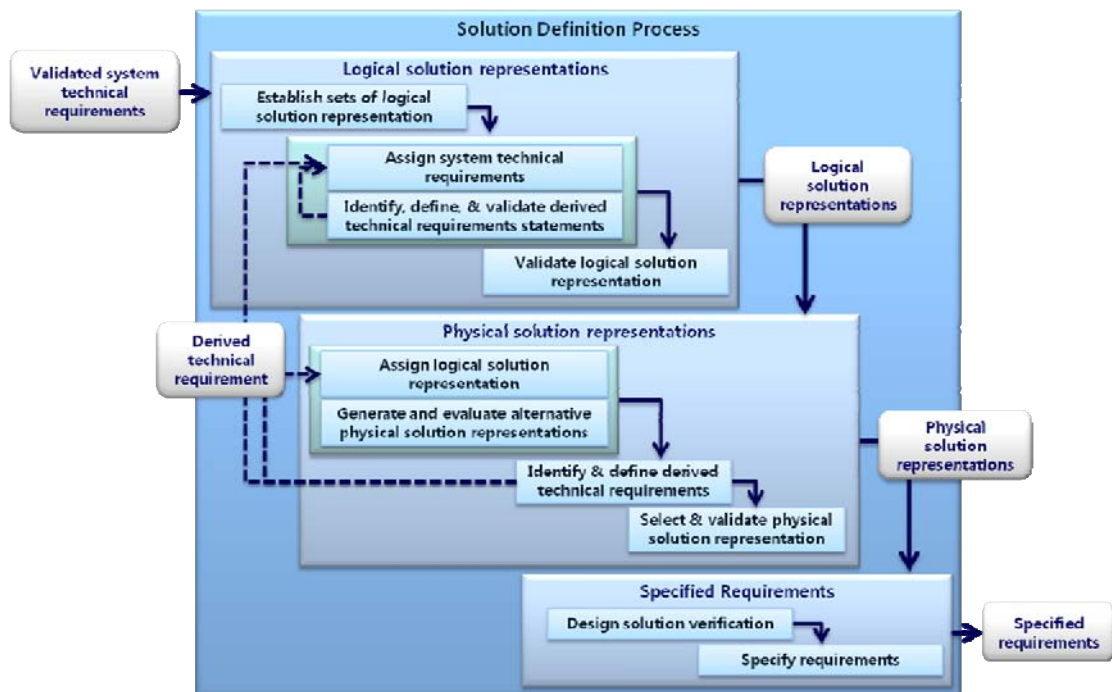 Solution Definition Process
Validated system
technical
requirements
Logical solution representations
Establish sets of logical
solution representation
Assign system technical
requirements
Identify, define, & validate derived
technical requirements statements
Validate logical solution
representation
Logical
solution
representations
Derived
technical
requirement
Physical solution representations
Assign logical solution
representation
Generate and evaluate alternative
physical solution representations
Identify & define derived
technical requirements
Select & validate physical
solution representation
Physical
solution
representations
Specified Requirements
Design solution verification
Specify requirements
Specified
requirements